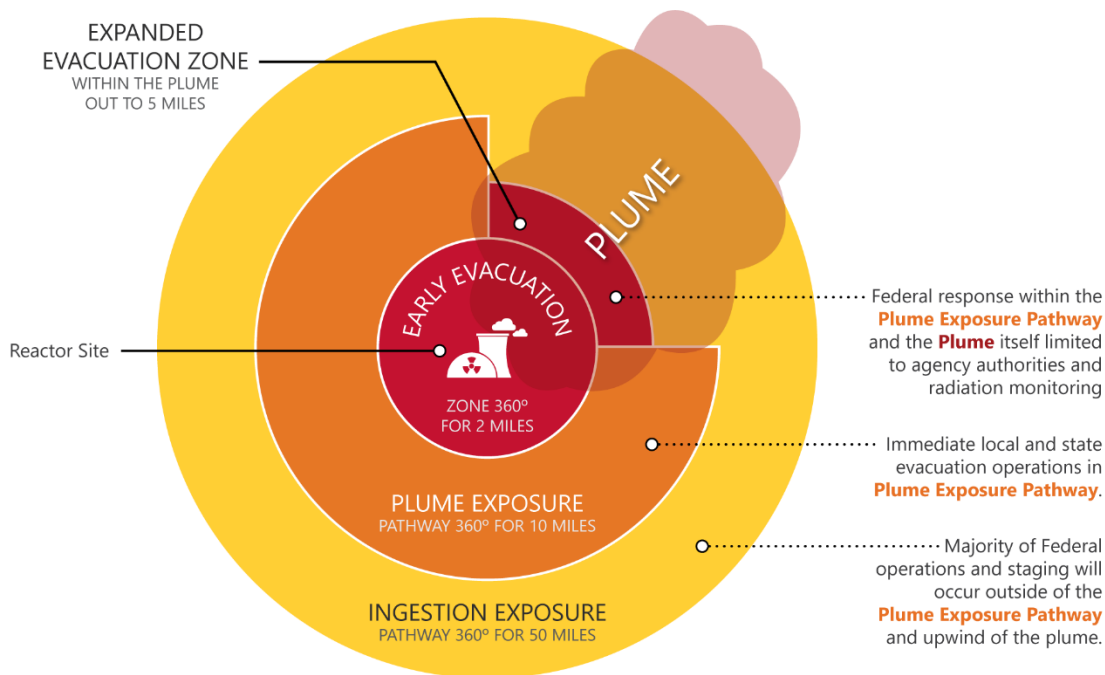 EXPANDED
EVACUATION ZONE
WITHIN THE PLUME
OUT TO 5 MILES
PLUME
EARLY EVACUATION
ZONE 360º
FOR 2 MILES
Reactor Site
PLUME EXPOSURE
PATHWAY 360º FOR 10 MILES
INGESTION EXPOSURE
PATHWAY 360º FOR 50 MILES
Federal response within the
Plume Exposure Pathway
and the Plume itself limited
to agency authorities and
radiation monitoring
Immediate local and state
evacuation operations in
Plume Exposure Pathway.
Majority of Federal
operations and staging will
occur outside of the
Plume Exposure Pathway
and upwind of the plume.